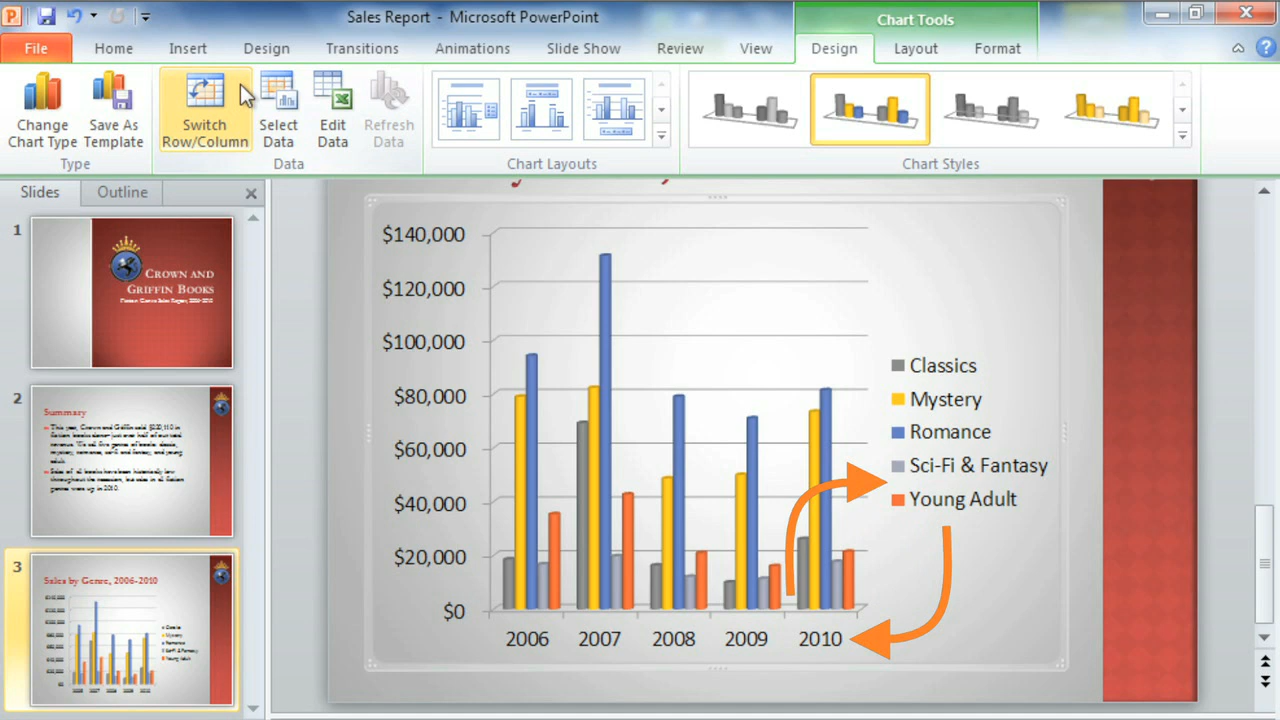 Sales Report - Microsoft PowerPoint
Chart Tools
File Home Insert Design Transitions Animations Slide Show Review View Design Layout Format
Change Chart Type
Save As Template
Switch Row/Column
Select Data
Edit Data
Refresh Data
Type
Data
Chart Layouts
Chart Styles
Slides Outline
1
CROWN AND
GRIFFIN BOOKS
2
Summary
3
Sales by Genre, 2006-2010
$140,000
$120,000
$100,000
$80,000
$60,000
$40,000
$20,000
$0
2006 2007 2008 2009 2010
Classics
Mystery
Romance
Sci-Fi & Fantasy
Young Adult